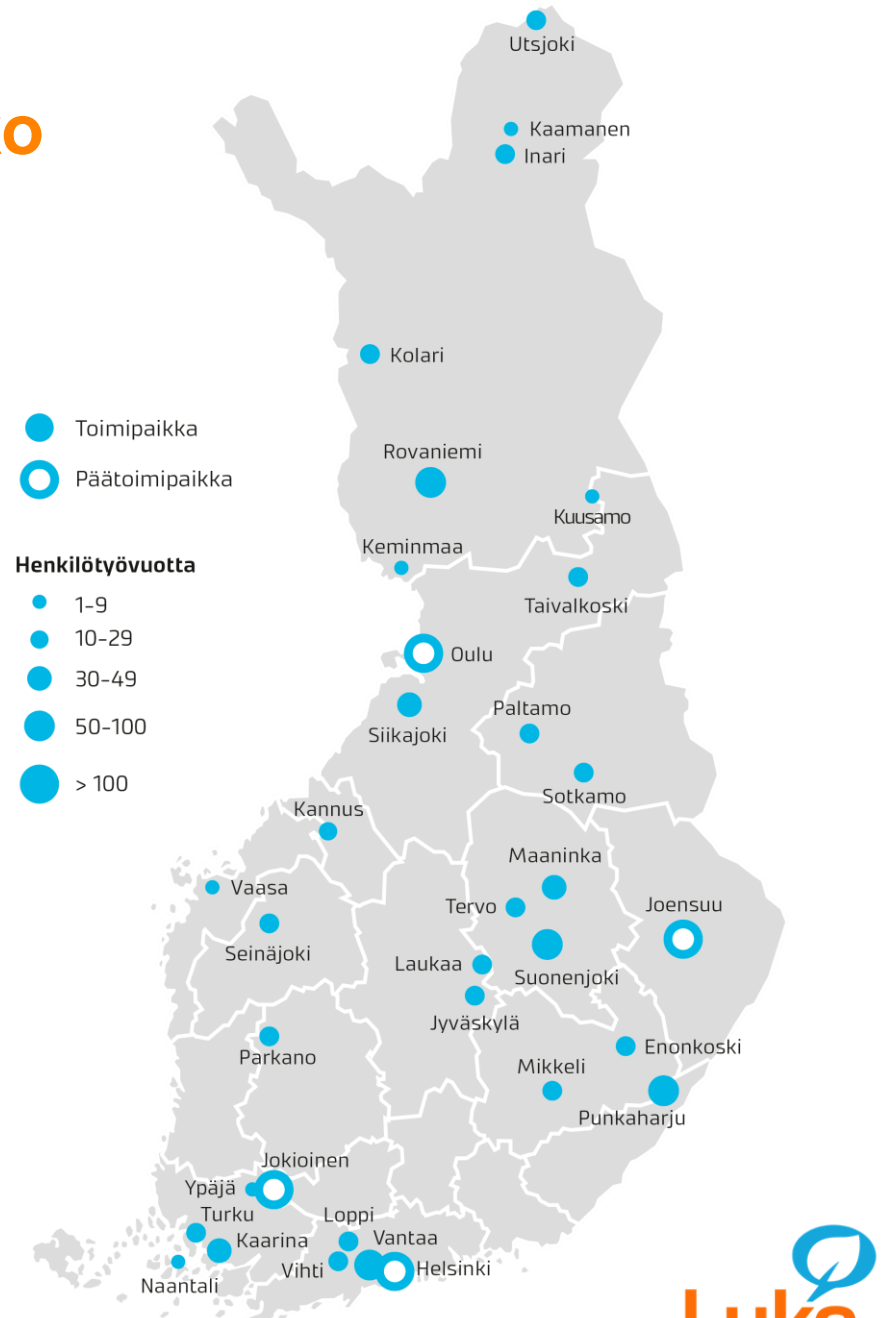 Utsjoki
Kaamanen
Inari
Kolari
Toimipaikka
Päätoimipaikka
Rovaniemi
Kuusamo
Keminmaa
Henkilötyövuotta
1-9
10-29
30-49
50-100
> 100
Taivalkoski
Oulu
Siikajoki
Paltamo
Sotkamo
Kannus
Maaninka
Vaasa
Tervo
Joensuu
Seinäjoki
Laukaa
Suonenjoki
Jyväskylä
Parkano
Enonkoski
Mikkeli
Punkaharju
Jokioinen
Ypäjä
Turku
Loppi
Kaarina
Vantaa
Vihti
Helsinki
Naantali